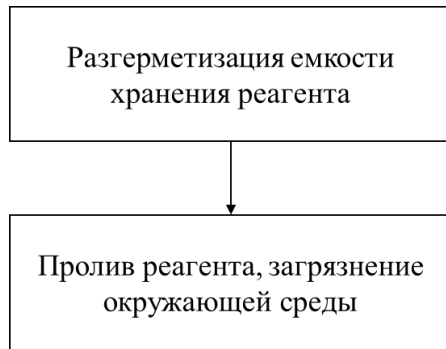 Разгерметизация емкости
хранения реагента
Пролив реагента, загрязнение
окружающей среды